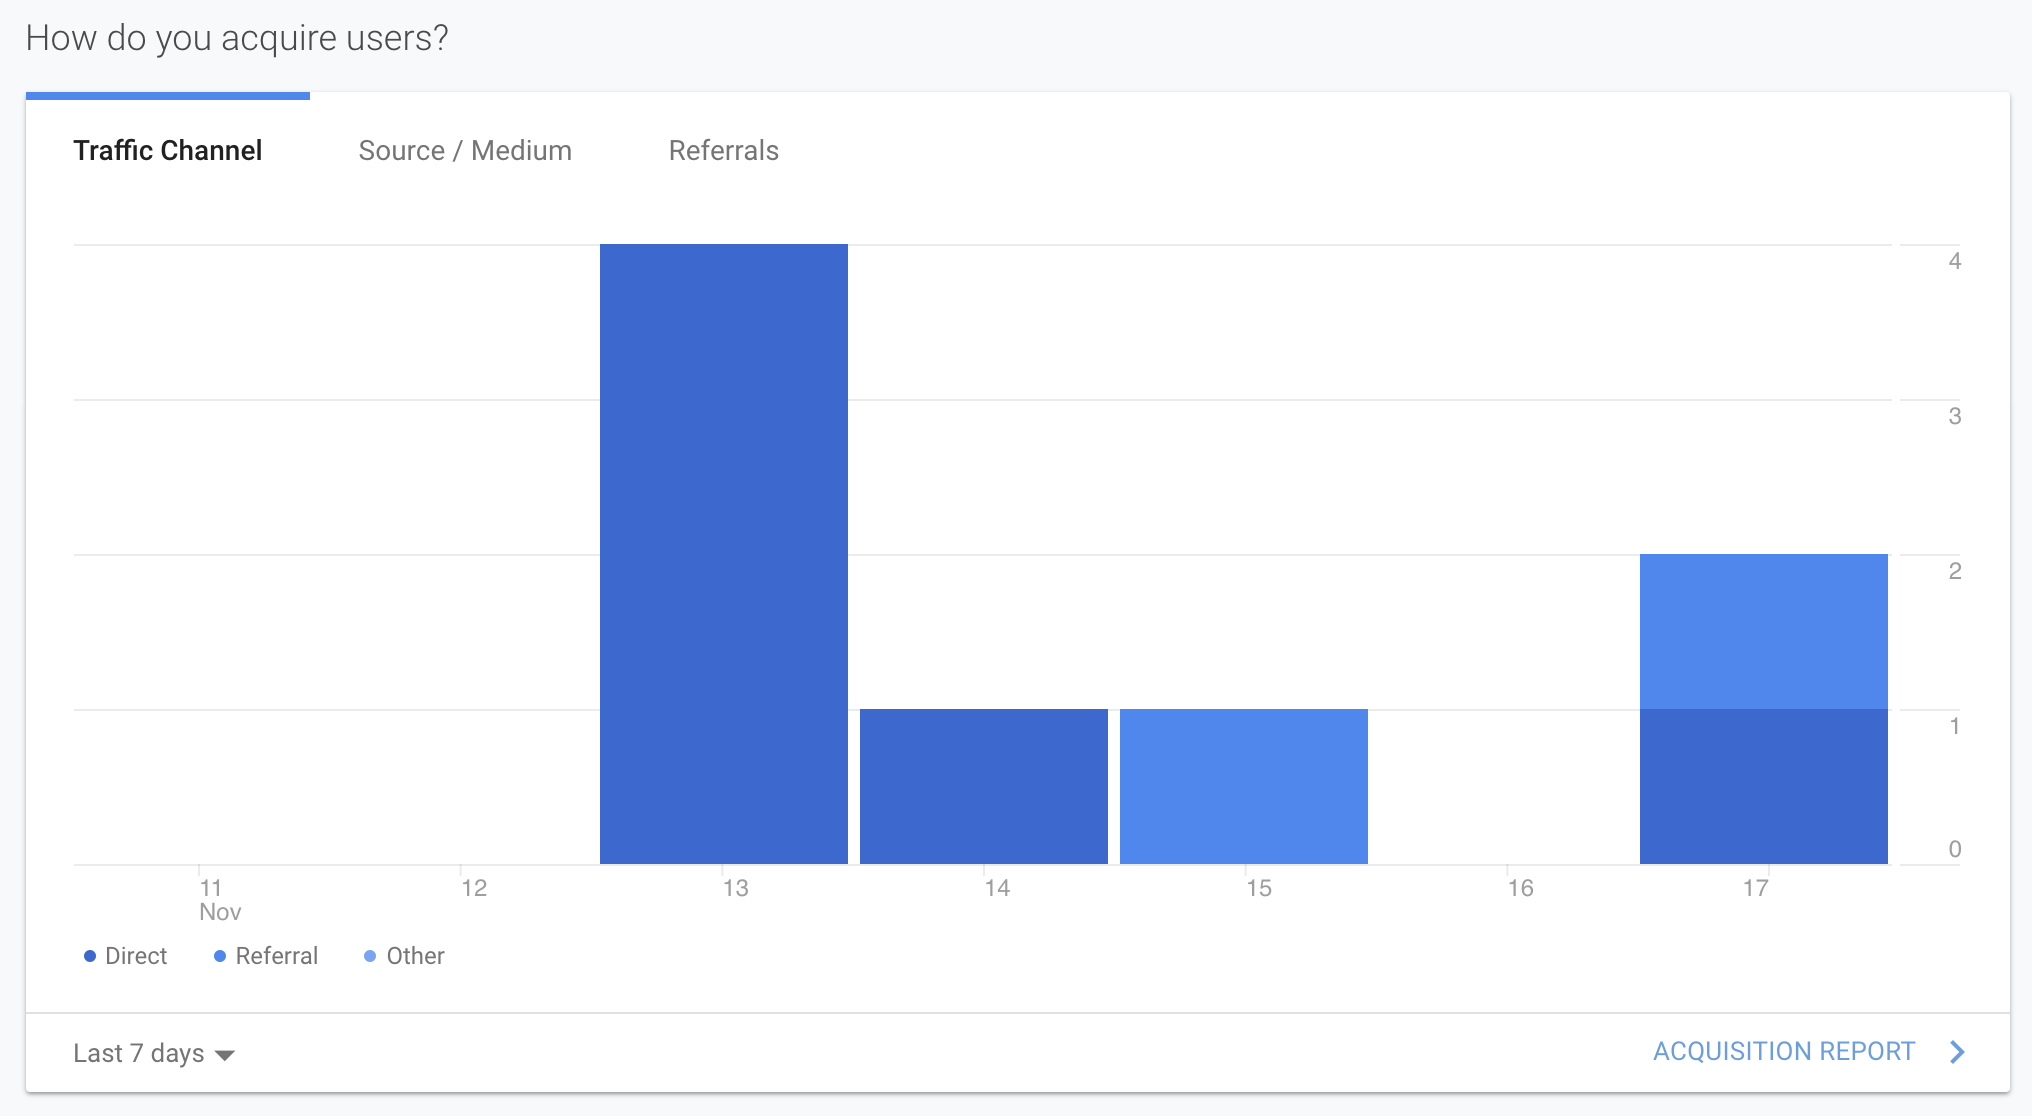 How do you acquire users?
Traffic Channel Source / Medium Referrals
4
3
2
1
0
11 12 13 14 15 16 17
Nov
Direct Referral Other
Last 7 days ACQUISITION REPORT